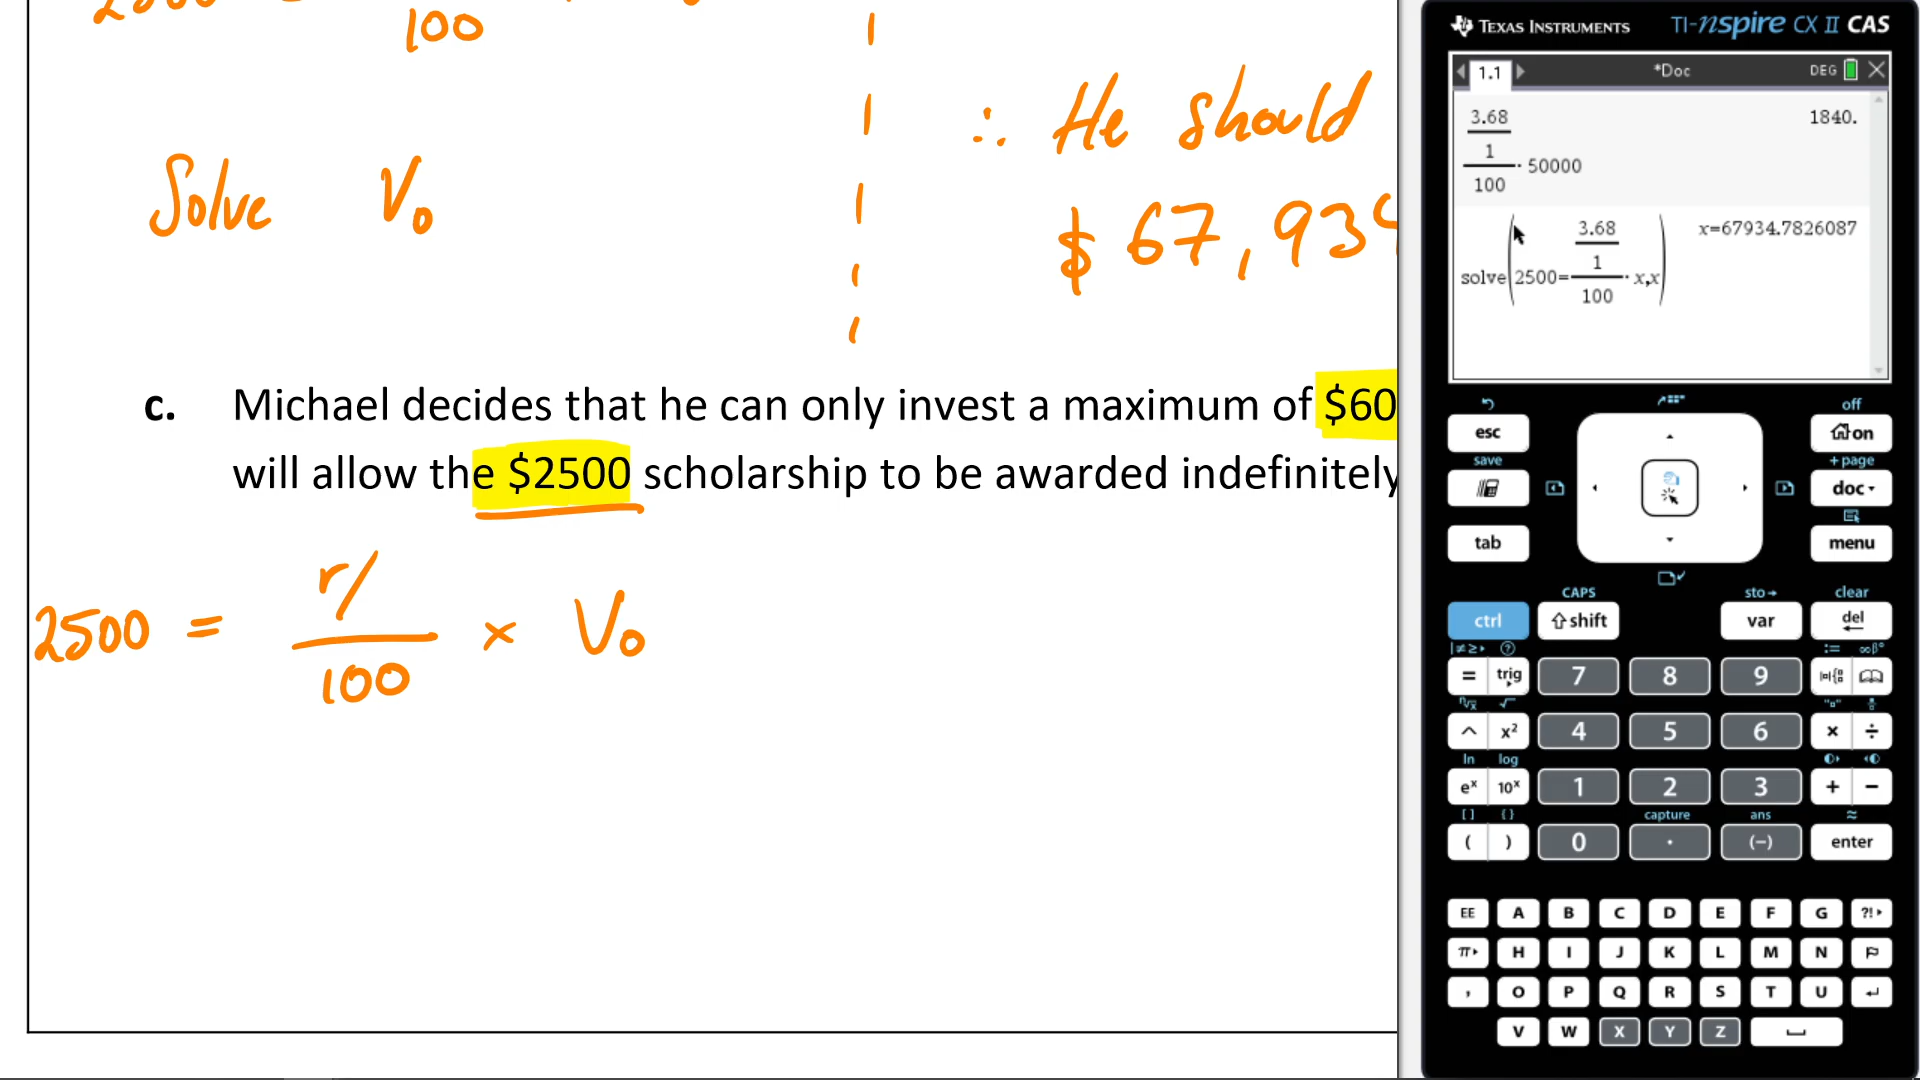 100
∴ He should
Solve V₀
$ 67,934
c. Michael decides that he can only invest a maximum of $60
will allow the $2500 scholarship to be awarded indefinitely
2500 = r/ / 100 × V₀
TEXAS INSTRUMENTS TI-nspire CX II CAS
1.1 *Doc DEG
3.68 / 1 / 100 · 50000 1840.
solve(2500= 3.68 / 1 / 100 · x,x) x=67934.7826087
off
esc on
save + page
doc
tab menu
CAPS sto→ clear
ctrl shift var del
= trig 7 8 9
^ x² 4 5 6 × ÷
ln log
eˣ 10ˣ 1 2 3 + −
[ ] { } capture ans ≈
( ) 0 . (−) enter
EE A B C D E F G ?!
π H I J K L M N
, O P Q R S T U
V W X Y Z